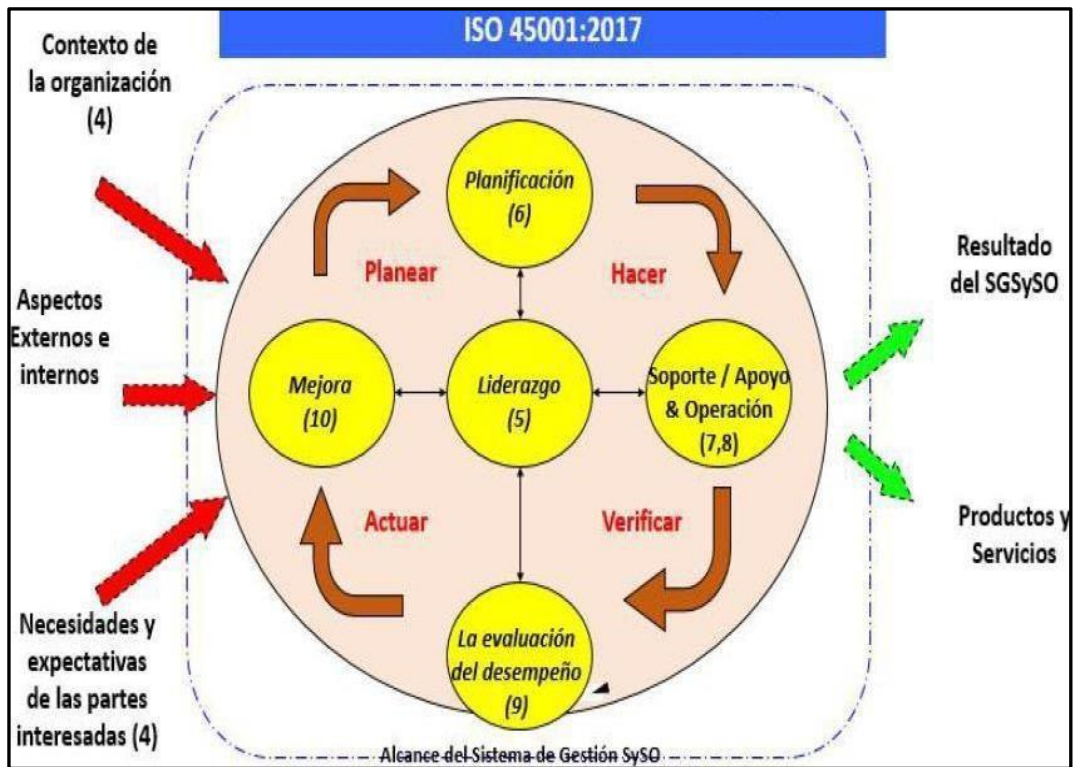 ISO 45001:2017
Contexto de
la organización
(4)
Aspectos
Externos e
internos
Necesidades y
expectativas
de las partes
interesadas (4)
Planificación
(6)
Planear
Hacer
Mejora
(10)
Liderazgo
(5)
Soporte / Apoyo
& Operación
(7,8)
Actuar
Verificar
La evaluación
del desempeño
(9)
Alcance del Sistema de Gestión SySO
Resultado
del SGSySO
Productos y
Servicios